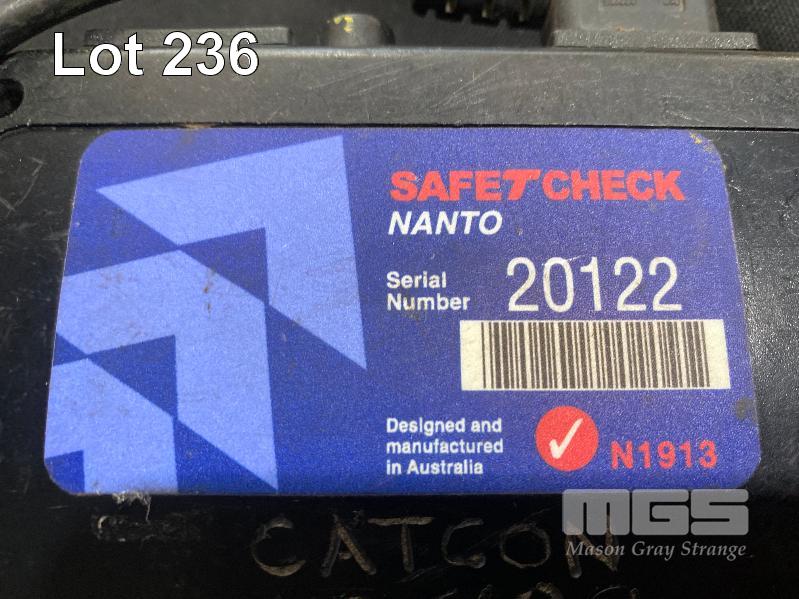 Lot 236
SAFETCHECK
NANTO
Serial
Number 20122
Designed and
manufactured
in Australia
N1913
MGS
Mason Gray Strange
CATCON